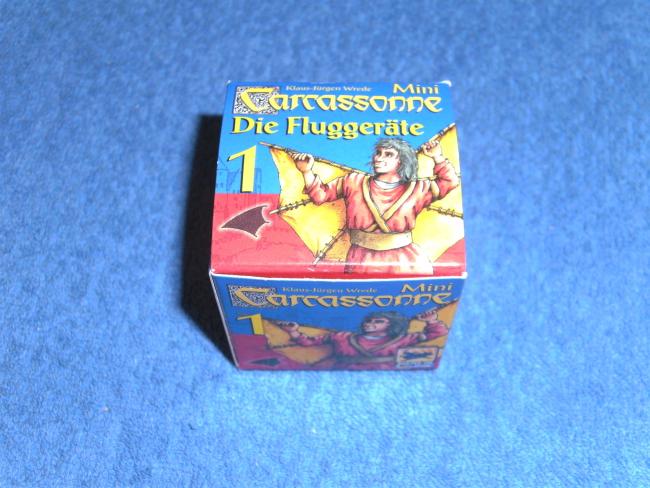 Klaus-Jürgen Wrede Mini
Carcassonne
Die Fluggeräte
1
Klaus-Jürgen Wrede Mini
Carcassonne
1